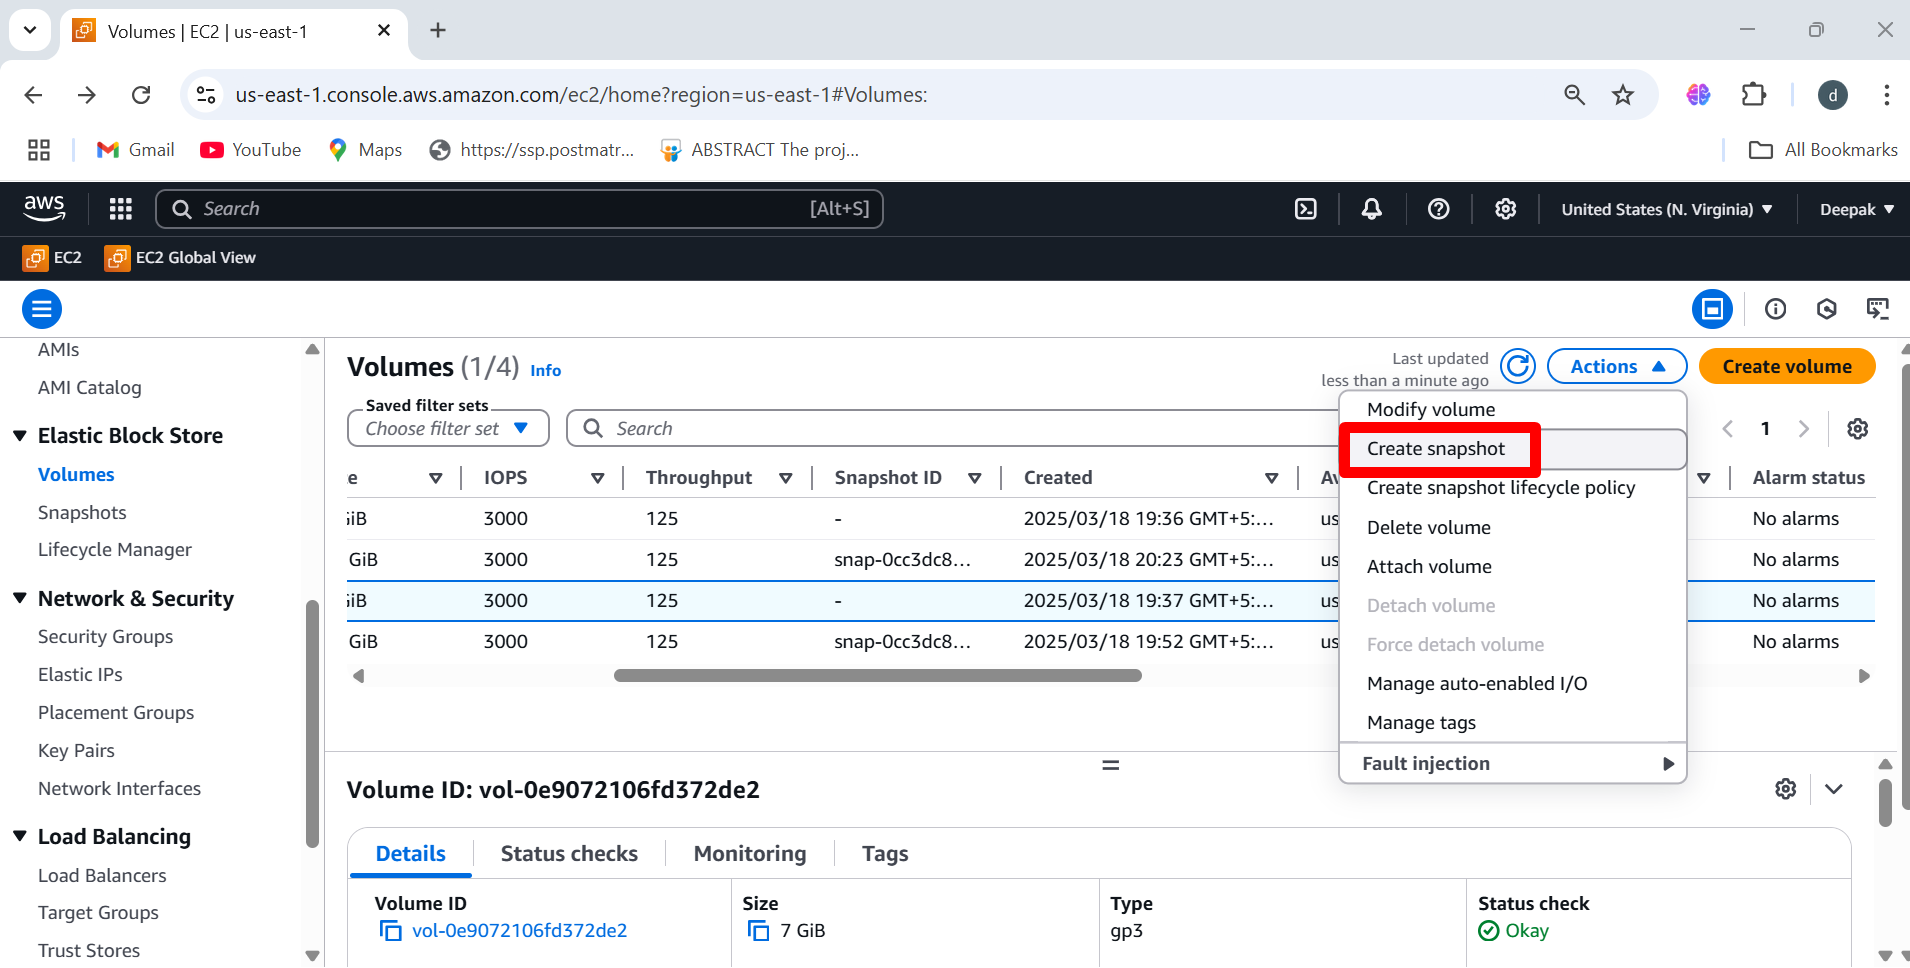 Volumes | EC2 | us-east-1
us-east-1.console.aws.amazon.com/ec2/home?region=us-east-1#Volumes:
d
Gmail
YouTube
Maps
https://ssp.postmatr...
ABSTRACT The proj...
All Bookmarks
aws
Search
[Alt+S]
United States (N. Virginia)
Deepak
EC2
EC2 Global View
AMIs
AMI Catalog
Elastic Block Store
Volumes
Snapshots
Lifecycle Manager
Network & Security
Security Groups
Elastic IPs
Placement Groups
Key Pairs
Network Interfaces
Load Balancing
Load Balancers
Target Groups
Trust Stores
Volumes (1/4) Info
Last updated
less than a minute ago
Actions
Create volume
Saved filter sets
Choose filter set
Search
1
e IOPS Throughput Snapshot ID Created Alarm status
iB 3000 125 - 2025/03/18 19:36 GMT+5:... us No alarms
GiB 3000 125 snap-0cc3dc8... 2025/03/18 20:23 GMT+5:... us No alarms
iB 3000 125 - 2025/03/18 19:37 GMT+5:... us No alarms
GiB 3000 125 snap-0cc3dc8... 2025/03/18 19:52 GMT+5:... us No alarms
Modify volume
Create snapshot
Create snapshot lifecycle policy
Delete volume
Attach volume
Detach volume
Force detach volume
Manage auto-enabled I/O
Manage tags
Fault injection
Volume ID: vol-0e9072106fd372de2
Details
Status checks
Monitoring
Tags
Volume ID
vol-0e9072106fd372de2
Size
7 GiB
Type
gp3
Status check
Okay